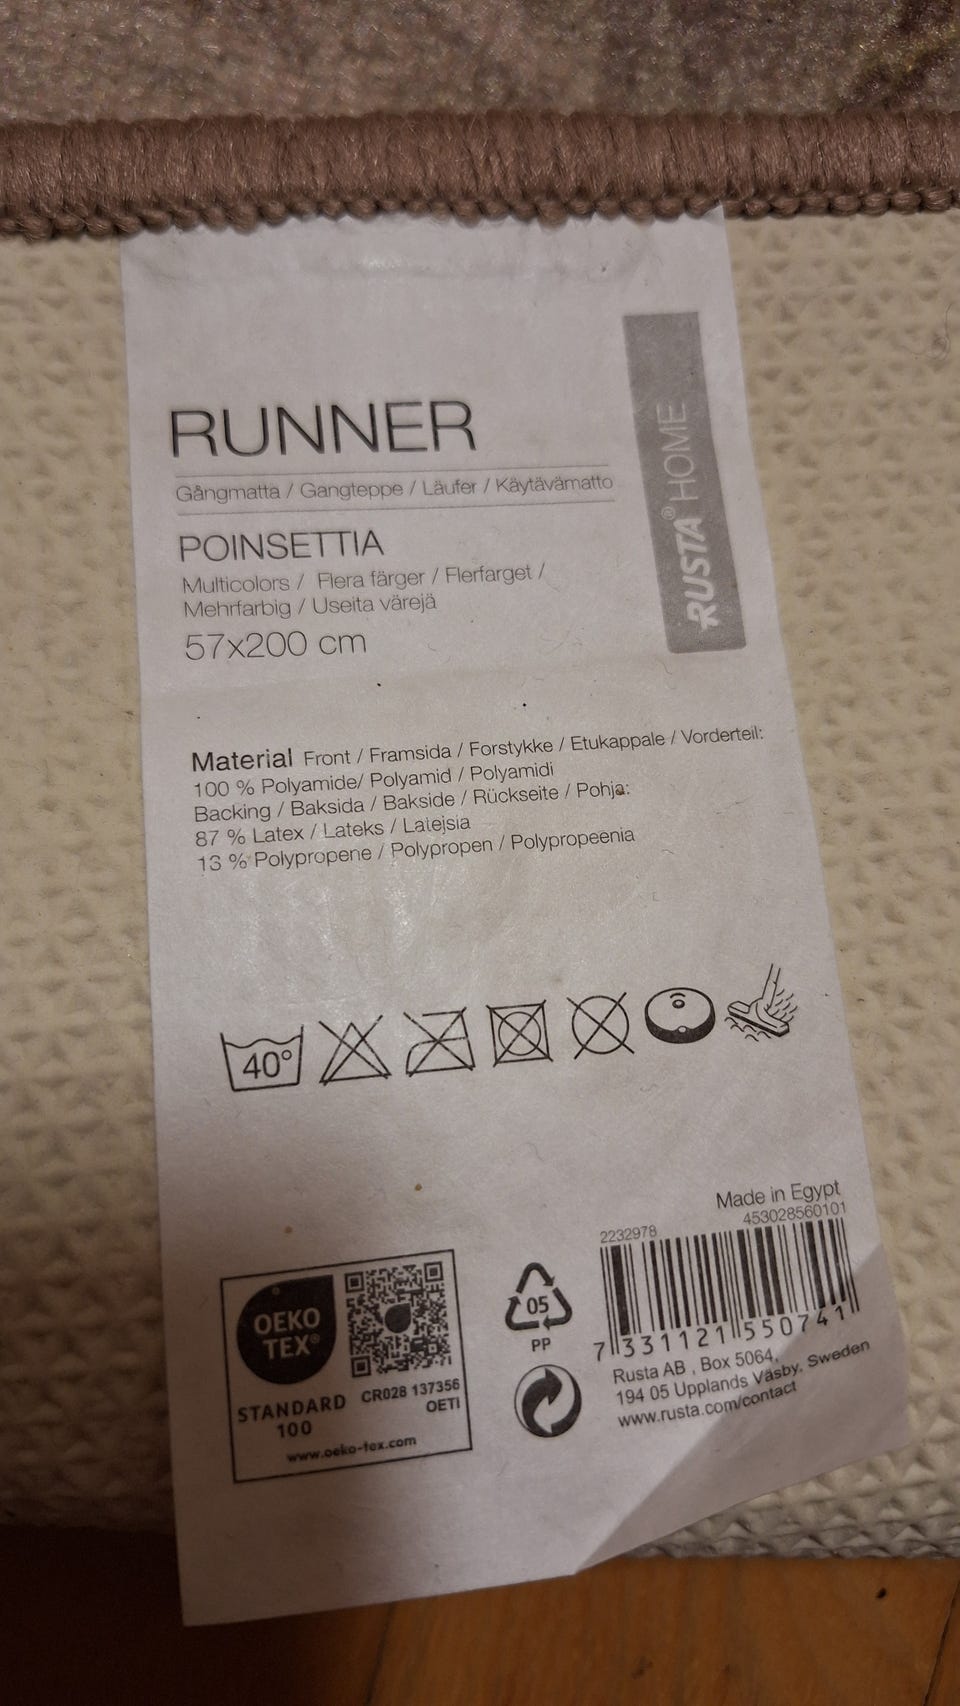 RUNNER
Gångmatta / Gangteppe / Läufer / Käytävämatto
POINSETTIA
Multicolors / Flera färger / Flerfarget /
Mehrfarbig / Useita värejä
57x200 cm
RUSTA® HOME
Material Front / Framsida / Forstykke / Etukappale / Vorderteil:
100 % Polyamide/ Polyamid / Polyamidi
Backing / Baksida / Bakside / Rückseite / Pohja:
87 % Latex / Lateks / Latejsia
13 % Polypropene / Polypropen / Polypropeenia
40°
Made in Egypt
2232978 453028560101
7 331121 550741
OEKO
TEX®
CR028 137356
OETI
STANDARD
100
www.oeko-tex.com
05
PP
Rusta AB , Box 5064,
194 05 Upplands Väsby, Sweden
www.rusta.com/contact